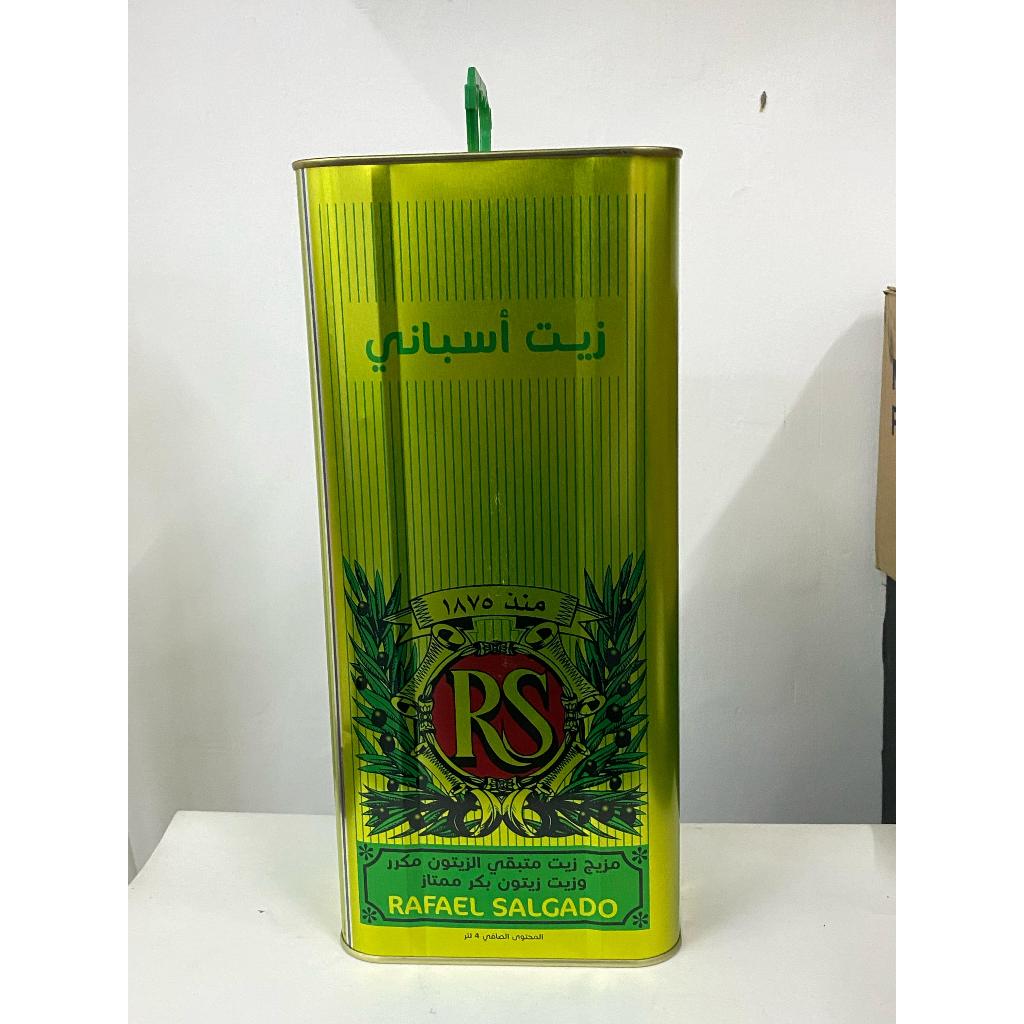 زيت أسباني
منذ ١٨٧٥
RS
مزيج زيت متبقي الزيتون مكرر
وزيت زيتون بكر ممتاز
RAFAEL SALGADO
المحتوى الصافي 4 لتر